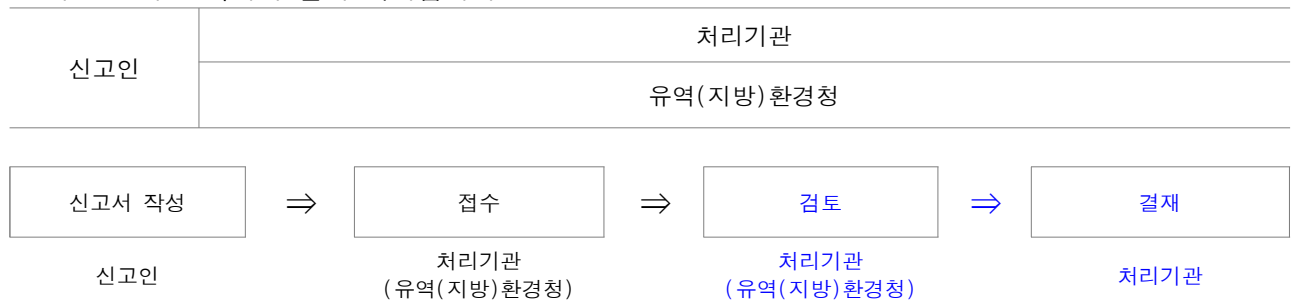 신고인
처리기관
유역(지방)환경청
신고서 작성 ⇒ 접수 ⇒ 검토 ⇒ 결재
신고인
처리기관
(유역(지방)환경청)
처리기관
(유역(지방)환경청)
처리기관